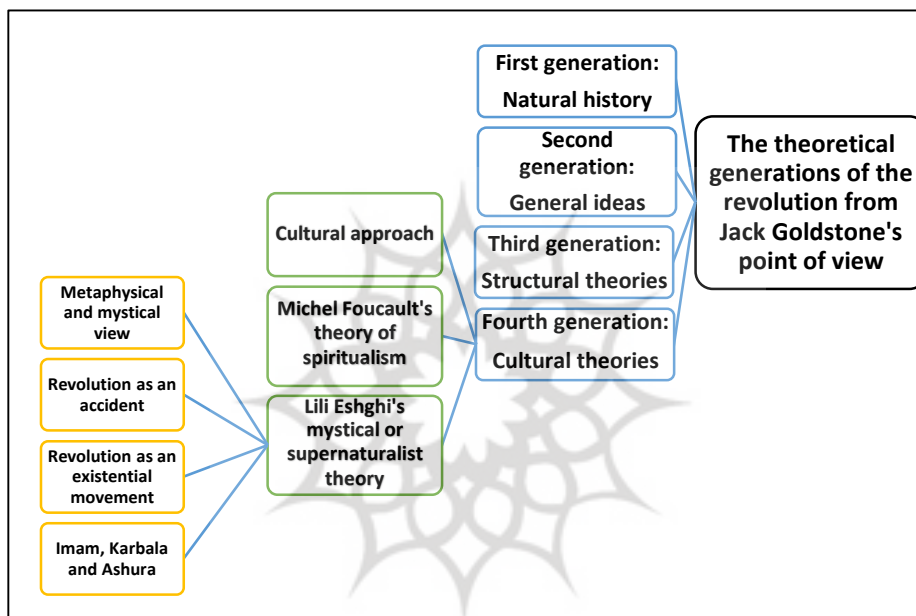 First generation:
Natural history
Second
generation:
General ideas
Third generation:
Structural theories
Fourth generation:
Cultural theories
The theoretical
generations of the
revolution from
Jack Goldstone's
point of view
Cultural approach
Michel Foucault's
theory of
spiritualism
Lili Eshghi's
mystical or
supernaturalist
theory
Metaphysical
and mystical
view
Revolution as an
accident
Revolution as an
existential
movement
Imam, Karbala
and Ashura